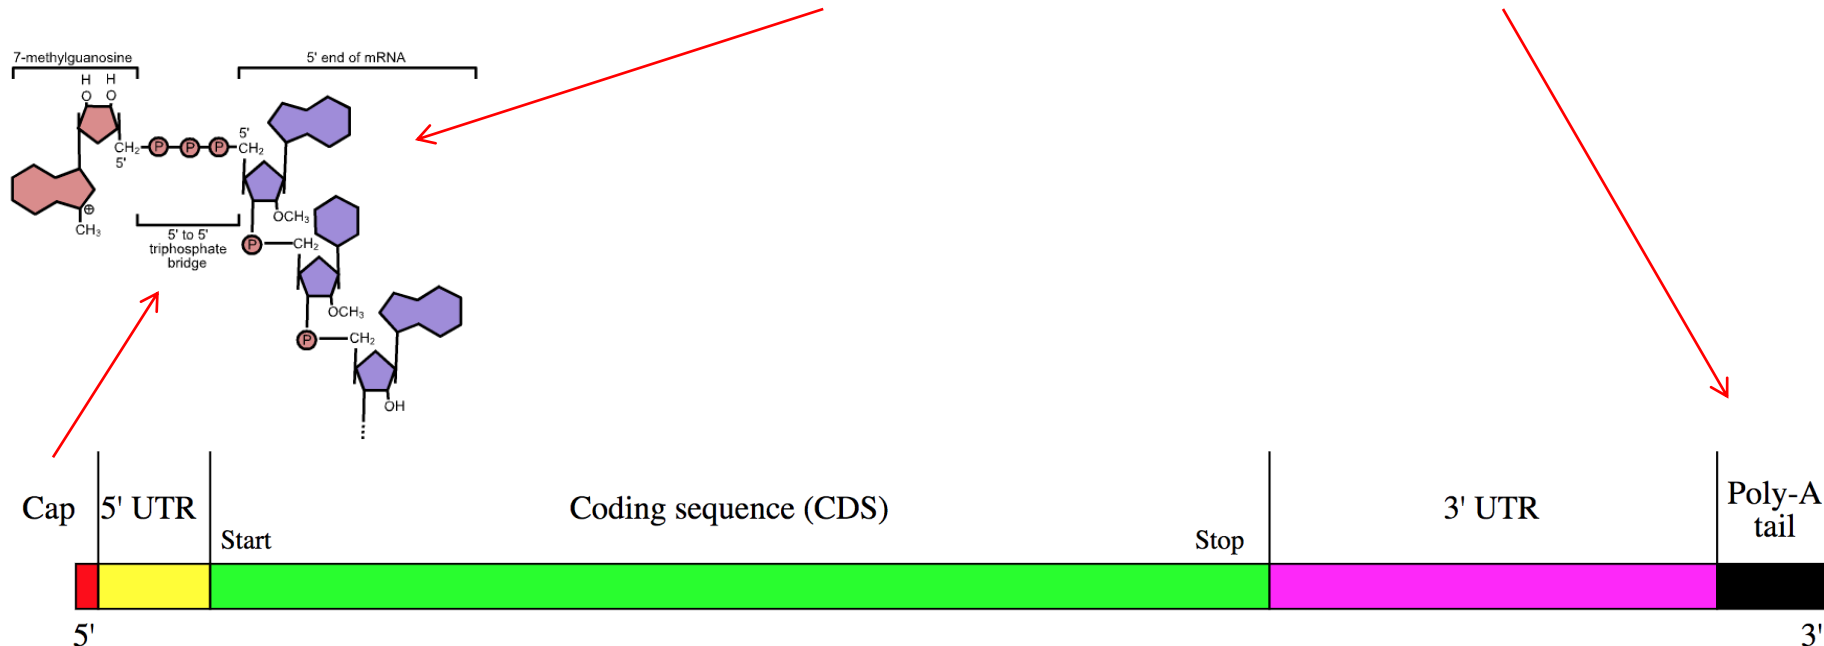 7-methylguanosine
5' end of mRNA
H H
O O
CH2
5'
P
P
P
5'
CH2
⊕
CH3
OCH3
5' to 5'
triphosphate
bridge
P
CH2
OCH3
P
CH2
OH
Cap
5' UTR
Coding sequence (CDS)
3' UTR
Poly-A
tail
Start
Stop
5'
3'